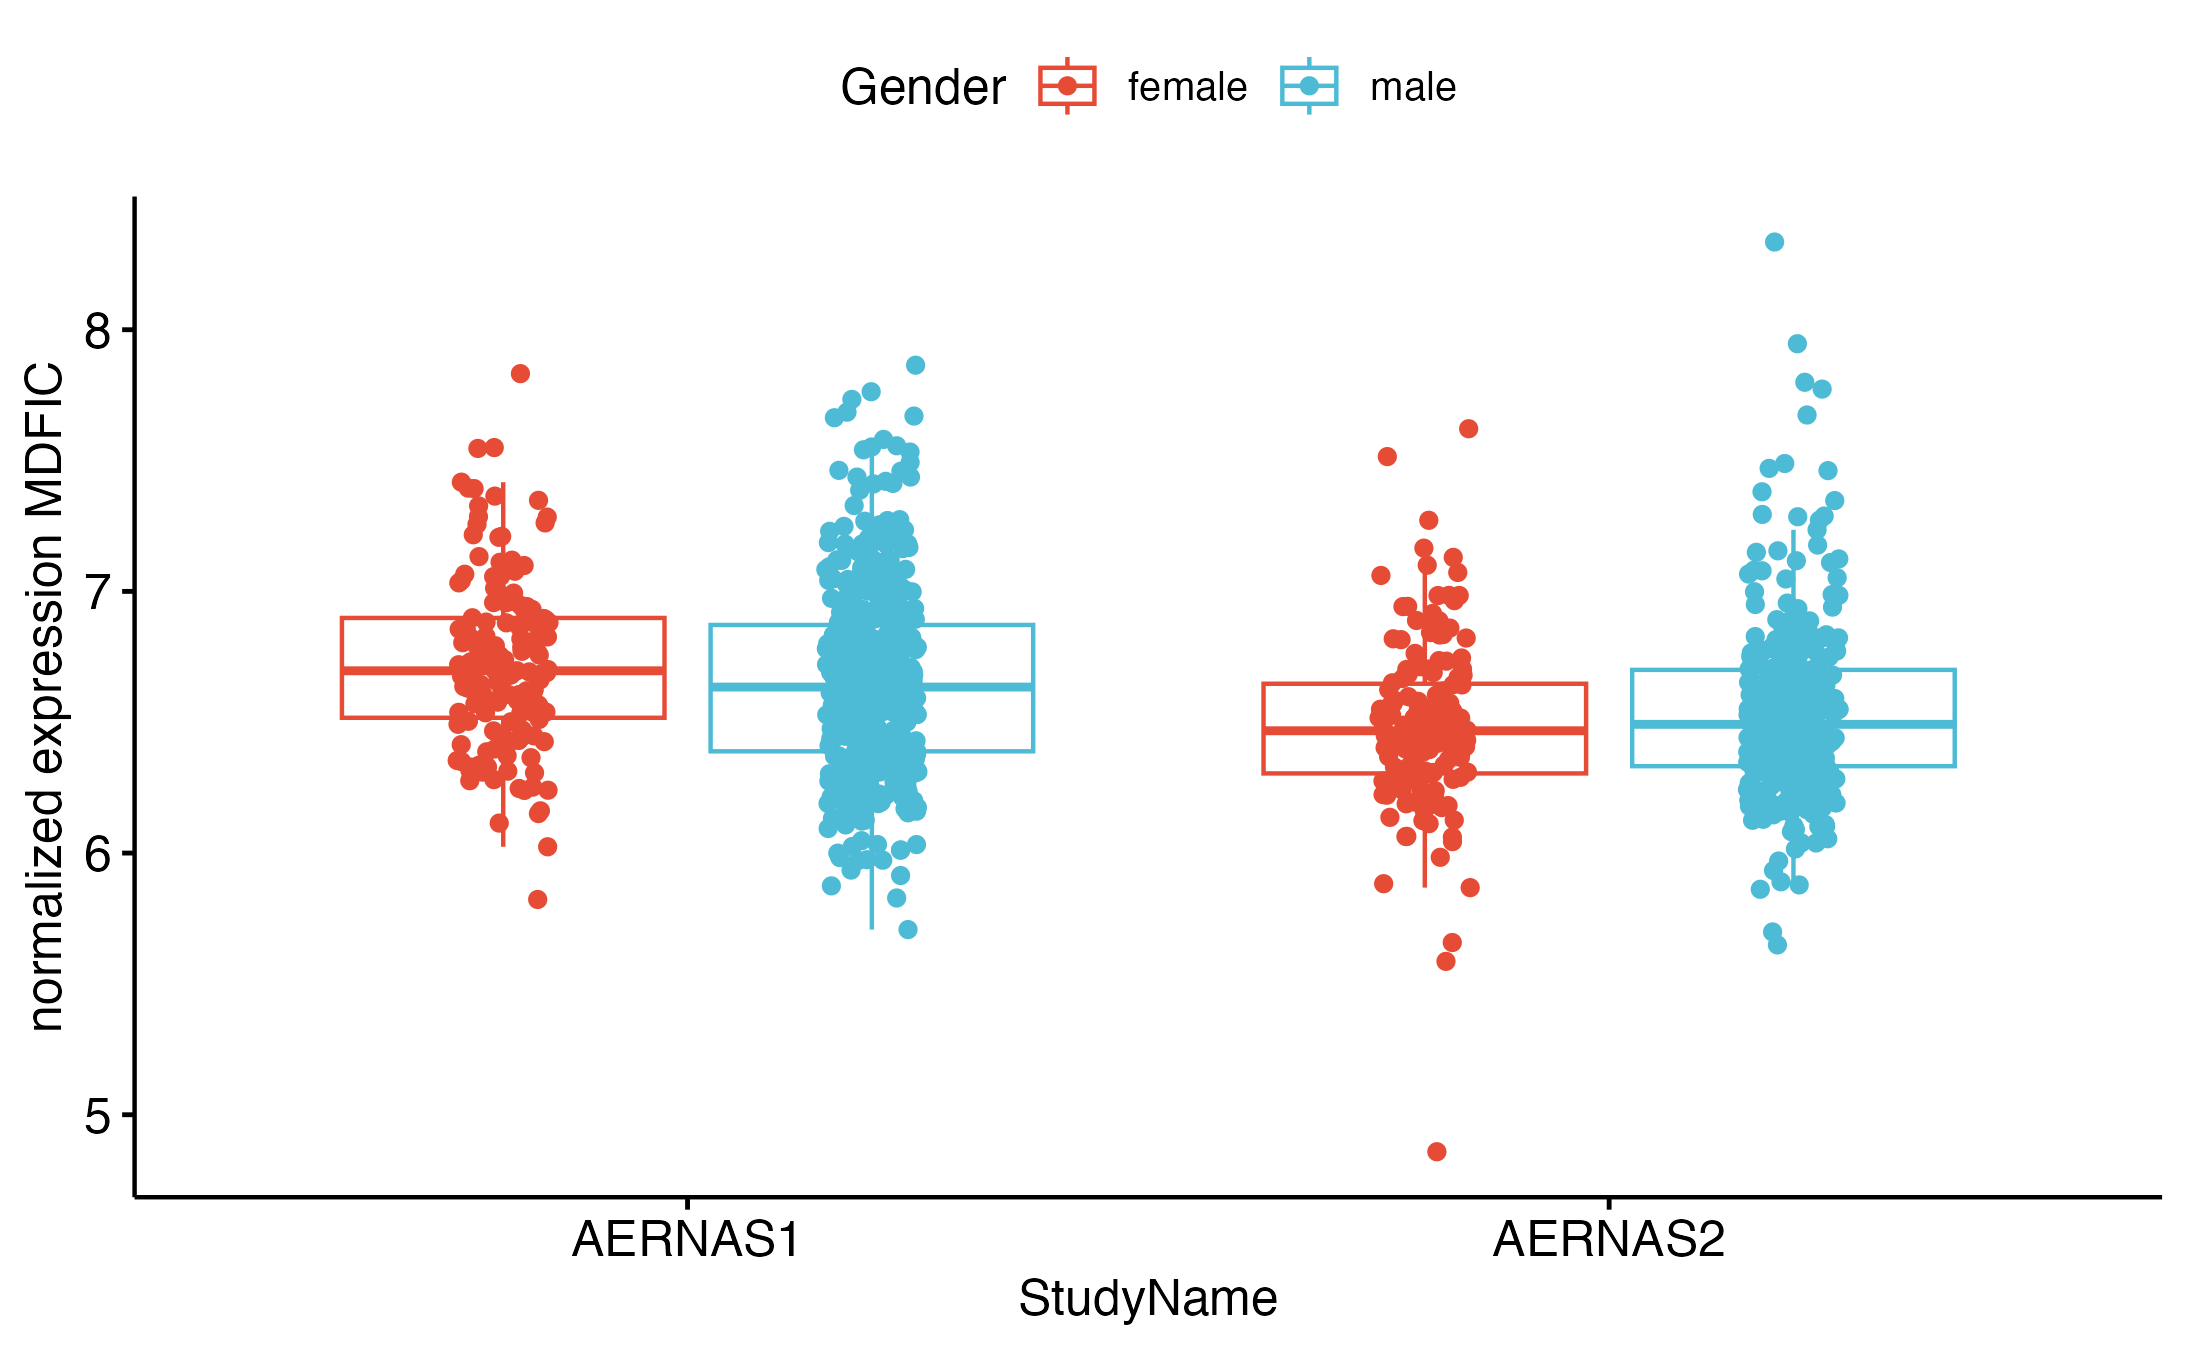 Gender female male
normalized expression MDFIC
8
7
6
5
AERNAS1 AERNAS2
StudyName